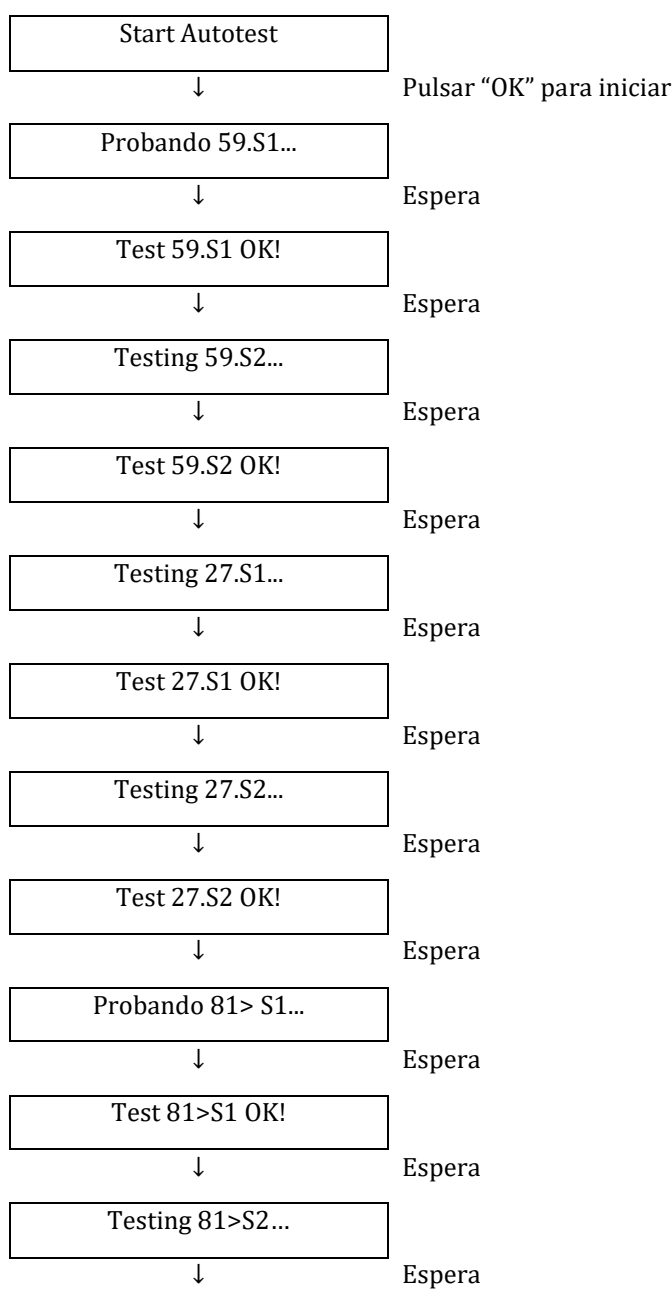 Start Autotest
↓ Pulsar “OK” para iniciar
Probando 59.S1...
↓ Espera
Test 59.S1 OK!
↓ Espera
Testing 59.S2...
↓ Espera
Test 59.S2 OK!
↓ Espera
Testing 27.S1...
↓ Espera
Test 27.S1 OK!
↓ Espera
Testing 27.S2...
↓ Espera
Test 27.S2 OK!
↓ Espera
Probando 81> S1...
↓ Espera
Test 81>S1 OK!
↓ Espera
Testing 81>S2...
↓ Espera